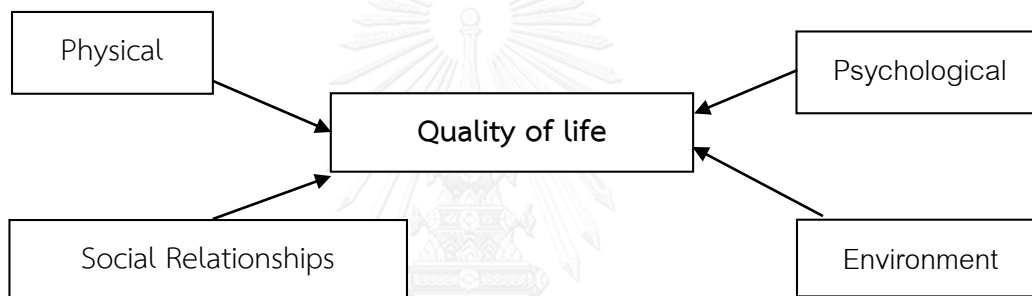 Physical
Psychological
Quality of life
Social Relationships
Environment